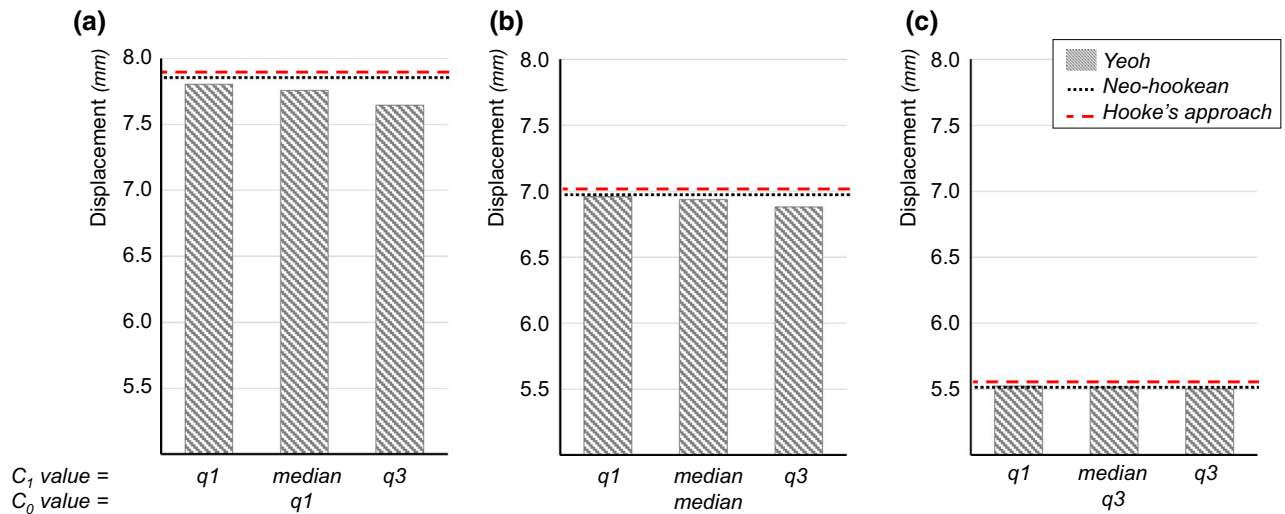 (a)
Displacement (mm)
8.0
7.5
7.0
6.5
6.0
5.5
C1 value = q1 median q3
C0 value = q1
(b)
Displacement (mm)
8.0
7.5
7.0
6.5
6.0
5.5
q1 median q3
median
(c)
Displacement (mm)
8.0
7.5
7.0
6.5
6.0
5.5
q1 median q3
q3
Yeoh
Neo-hookean
Hooke's approach